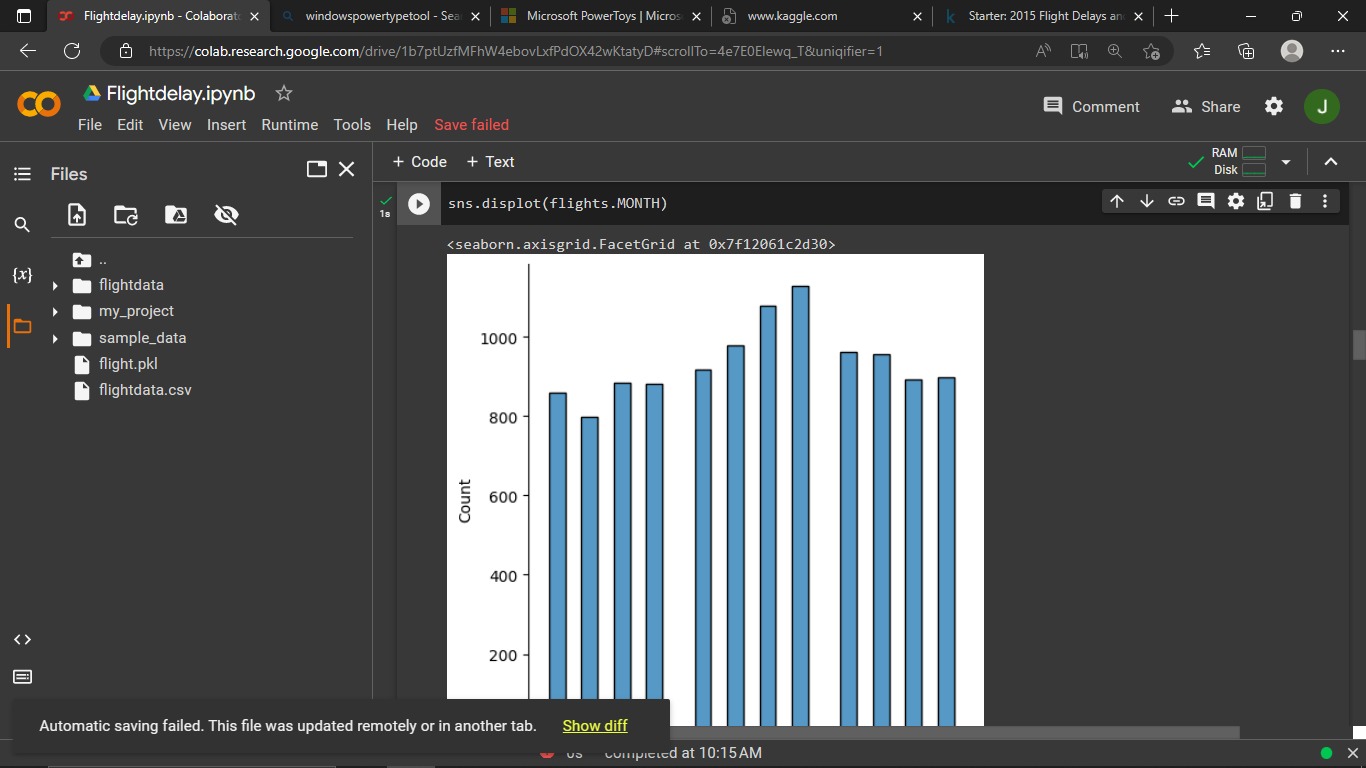 Flightdelay.ipynb - Colaborato
windowspowertypetool - Sea
Microsoft PowerToys | Micros
www.kaggle.com
Starter: 2015 Flight Delays an
https://colab.research.google.com/drive/1b7ptUzfMFhW4ebovLxfPdOX42wKtatyD#scrollTo=4e7E0Elewq_T&uniqifier=1
Flightdelay.ipynb
Comment
Share
J
File Edit View Insert Runtime Tools Help Save failed
Files
+ Code + Text
RAM
Disk
1s
sns.displot(flights.MONTH)
<seaborn.axisgrid.FacetGrid at 0x7f12061c2d30>
..
flightdata
my_project
sample_data
flight.pkl
flightdata.csv
{x}
1000
800
600
400
200
Count
Automatic saving failed. This file was updated remotely or in another tab. Show diff
0s completed at 10:15 AM